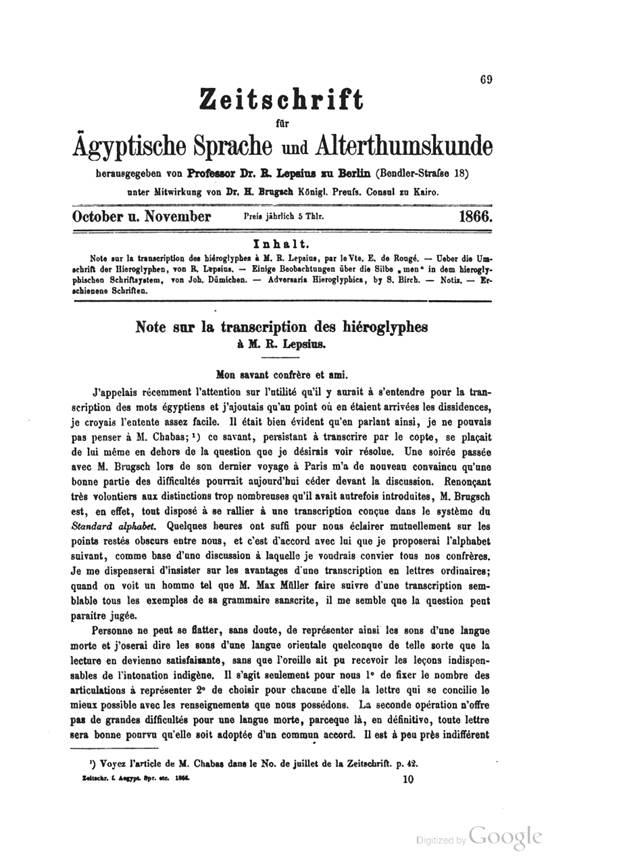 69
Zeitschrift
für
Ägyptische Sprache und Alterthumskunde
herausgegeben von Professor Dr. R. Lepsius zu Berlin (Bendler-Straſse 18)
unter Mitwirkung von Dr. H. Brugsch Königl. Preuſs. Consul zu Kairo.
October u. November Preis jährlich 5 Thlr. 1866.
Inhalt.
Note sur la transcription des hiéroglyphes à M. R. Lepsius, par le Vte. E. de Rougé. — Ueber die Um-
schrift der Hieroglyphen, von R. Lepsius. — Einige Beobachtungen über die Silbe „men“ in dem hierogly-
phischen Schriftsystem, von Joh. Dümichen. — Adversaria Hieroglyphica, by S. Birch. — Notiz. — Er-
schienene Schriften.
Note sur la transcription des hiéroglyphes
à M. R. Lepsius.
Mon savant confrère et ami.
J'appelais récemment l'attention sur l'utilité qu'il y aurait à s'entendre pour la tran-
scription des mots égyptiens et j'ajoutais qu'au point où en étaient arrivées les dissidences,
je croyais l'entente assez facile. Il était bien évident qu'en parlant ainsi, je ne pouvais
pas penser à M. Chabas;¹) ce savant, persistant à transcrire par le copte, se plaçait
de lui même en dehors de la question que je désirais voir résolue. Une soirée passée
avec M. Brugsch lors de son dernier voyage à Paris m'a de nouveau convaincu qu'une
bonne partie des difficultés pourrait aujourd'hui céder devant la discussion. Renonçant
très volontiers aux distinctions trop nombreuses qu'il avait autrefois introduites, M. Brugsch
est, en effet, tout disposé à se rallier à une transcription conçue dans le système du
Standard alphabet. Quelques heures ont suffi pour nous éclairer mutuellement sur les
points restés obscurs entre nous, et c'est d'accord avec lui que je proposerai l'alphabet
suivant, comme base d'une discussion à laquelle je voudrais convier tous nos confrères.
Je me dispenserai d'insister sur les avantages d'une transcription en lettres ordinaires;
quand on voit un homme tel que M. Max Müller faire suivre d'une transcription sem-
blable tous les exemples de sa grammaire sanscrite, il me semble que la question peut
paraître jugée.
Personne ne peut se flatter, sans doute, de représenter ainsi les sons d'une langue
morte et j'oserai dire les sons d'une langue orientale quelconque de telle sorte que la
lecture en devienne satisfaisante, sans que l'oreille ait pu recevoir les leçons indispen-
sables de l'intonation indigène. Il s'agit seulement pour nous 1° de fixer le nombre des
articulations à représenter 2° de choisir pour chacune d'elle la lettre qui se concilie le
mieux possible avec les renseignements que nous possédons. La seconde opération n'offre
pas de grandes difficultés pour une langue morte, parceque là, en définitive, toute lettre
sera bonne pourvu qu'elle soit adoptée d'un commun accord. Il est à peu près indifférent
¹) Voyez l'article de M. Chabas dans le No. de juillet de la Zeitschrift. p. 42.
Zeitschr. f. Aegypt. Spr. etc. 1866. 10
Digitized by Google